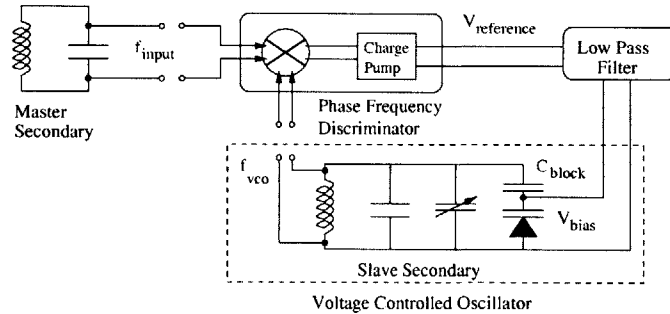 V_reference
f_input
Charge
Pump
Low Pass
Filter
Master
Secondary
Phase Frequency
Discriminator
f_vco
C_block
V_bias
Slave Secondary
Voltage Controlled Oscillator